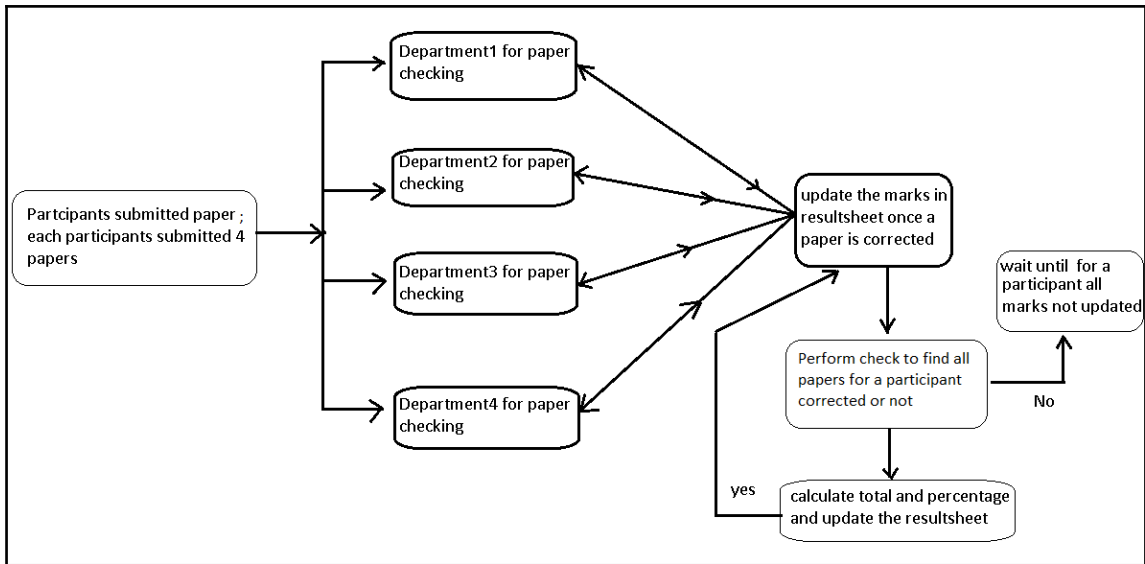 Partcipants submitted paper ;
each participants submitted 4
papers
Department1 for paper
checking
Department2 for paper
checking
Department3 for paper
checking
Department4 for paper
checking
update the marks in
resultsheet once a
paper is corrected
wait until for a
participant all
marks not updated
Perform check to find all
papers for a participant
corrected or not
No
yes
calculate total and percentage
and update the resultsheet